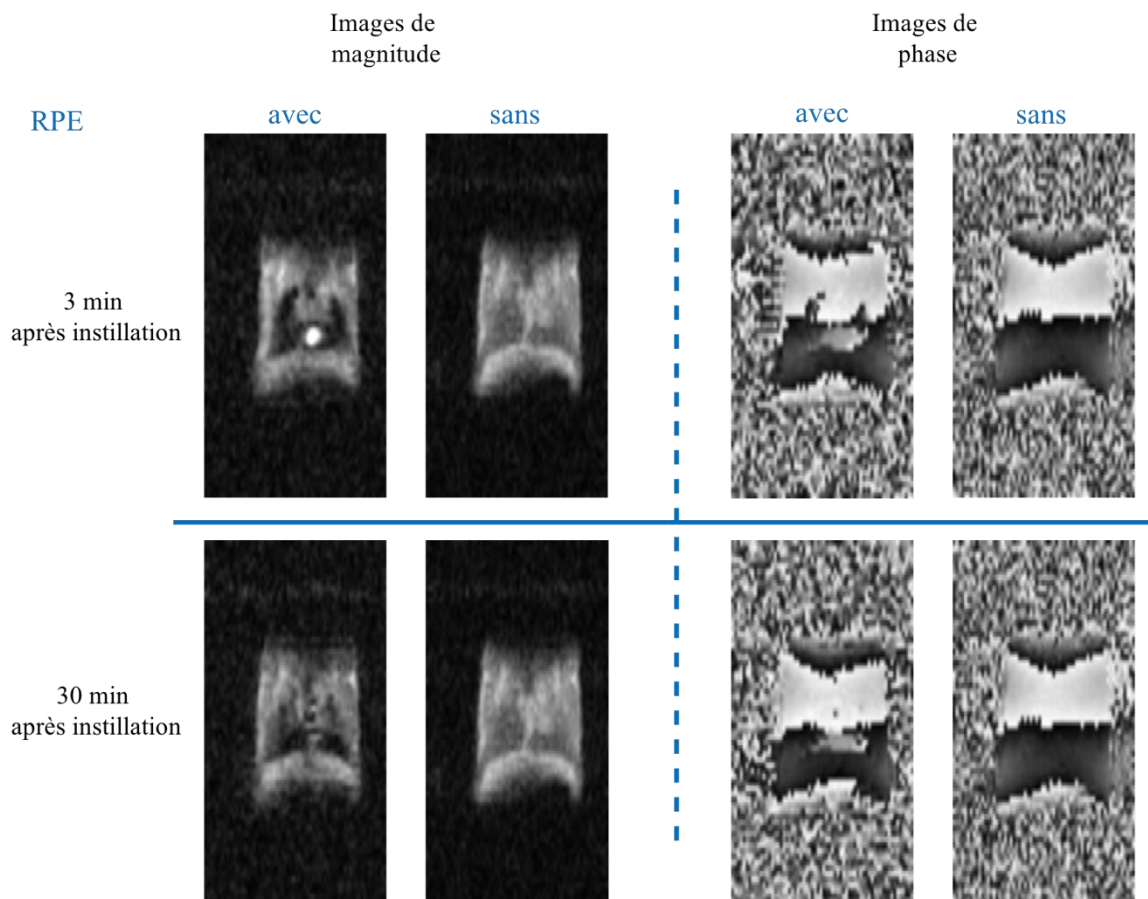 Images de
magnitude
Images de
phase
RPE
avec
sans
avec
sans
3 min
après instillation
30 min
après instillation